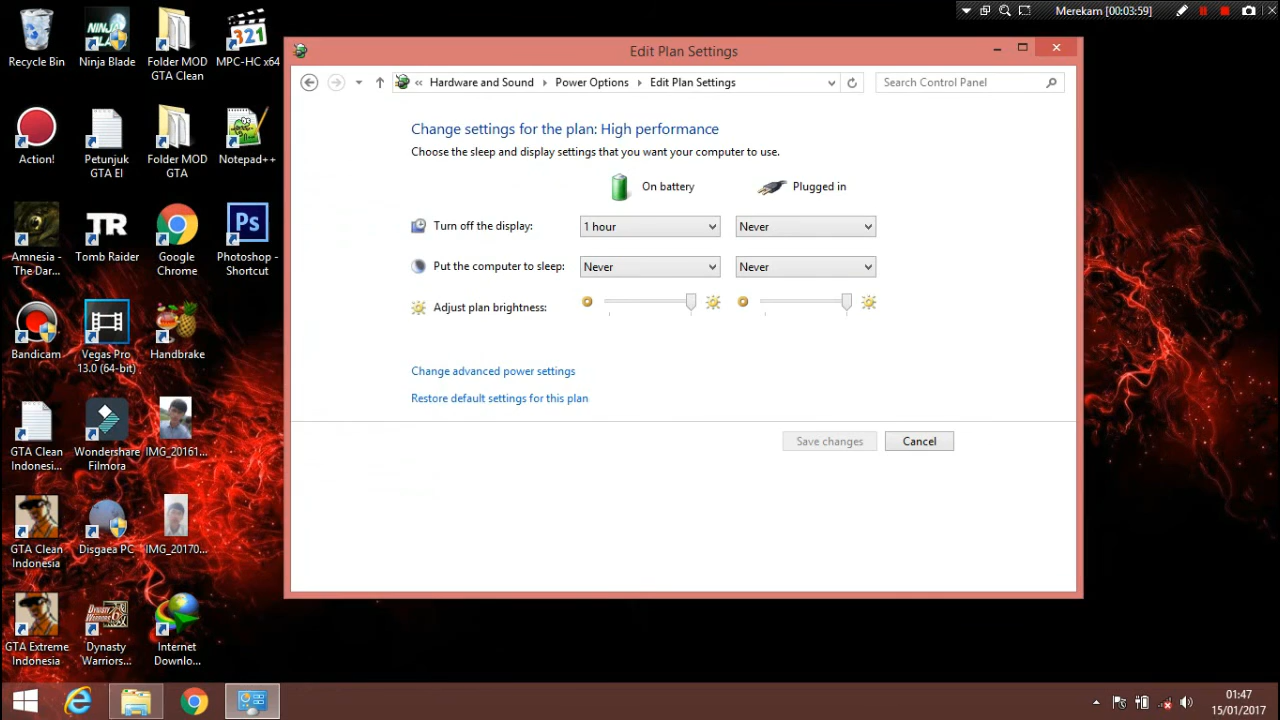 Merekam [00:03:59]
Recycle Bin
Ninja Blade
Folder MOD
GTA Clean
321
MPC-HC x64
Action!
Petunjuk
GTA EI
Folder MOD
GTA
Notepad++
Amnesia -
The Dar...
TR
Tomb Raider
Google
Chrome
Ps
Photoshop -
Shortcut
Bandicam
Vegas Pro
13.0 (64-bit)
Handbrake
GTA Clean
Indonesi...
Wondershare
Filmora
IMG_20161...
GTA Clean
Indonesia
Disgaea PC
IMG_20170...
GTA Extreme
Indonesia
Dynasty
Warriors...
Internet
Downlo...
Edit Plan Settings
« Hardware and Sound
Power Options
Edit Plan Settings
Search Control Panel
Change settings for the plan: High performance
Choose the sleep and display settings that you want your computer to use.
On battery
Plugged in
Turn off the display:
1 hour
Never
Put the computer to sleep:
Never
Never
Adjust plan brightness:
Change advanced power settings
Restore default settings for this plan
Save changes
Cancel
01:47
15/01/2017